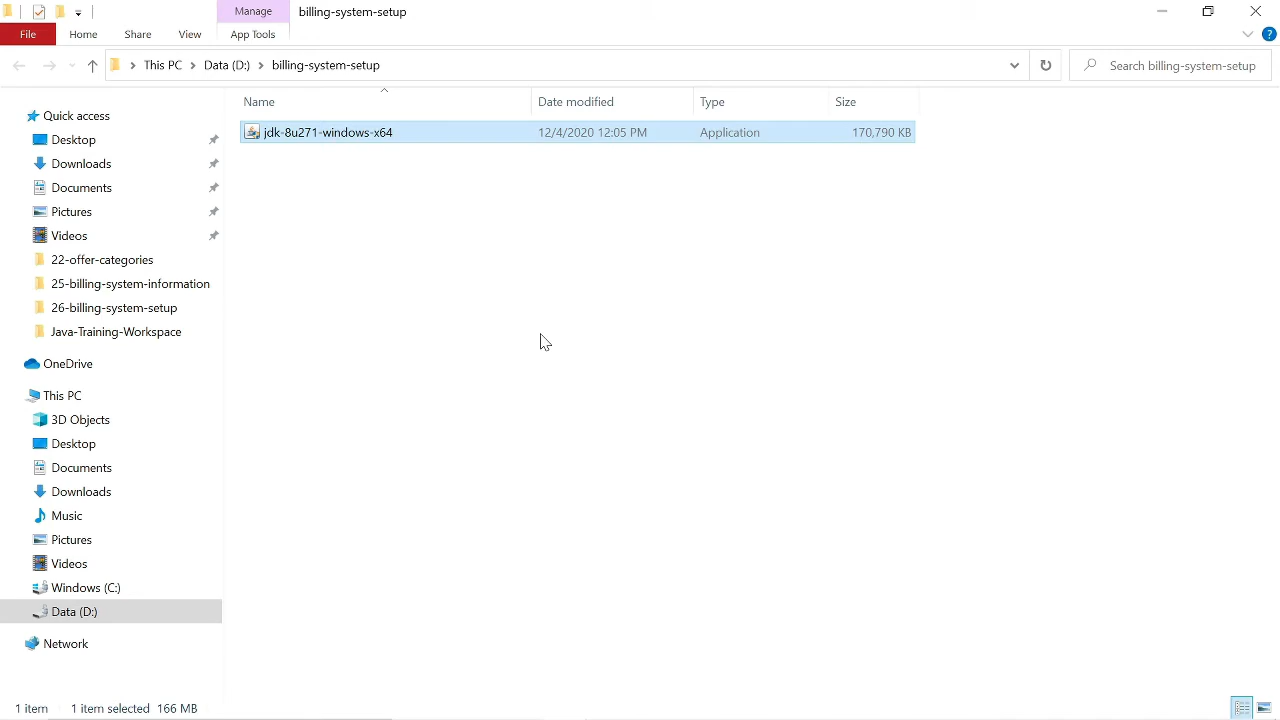 Manage
billing-system-setup
File
Home
Share
View
App Tools
?
This PC
Data (D:)
billing-system-setup
Search billing-system-setup
Name
Date modified
Type
Size
jdk-8u271-windows-x64
12/4/2020 12:05 PM
Application
170,790 KB
Quick access
Desktop
Downloads
Documents
Pictures
Videos
22-offer-categories
25-billing-system-information
26-billing-system-setup
Java-Training-Workspace
OneDrive
This PC
3D Objects
Desktop
Documents
Downloads
Music
Pictures
Videos
Windows (C:)
Data (D:)
Network
1 item
1 item selected 166 MB